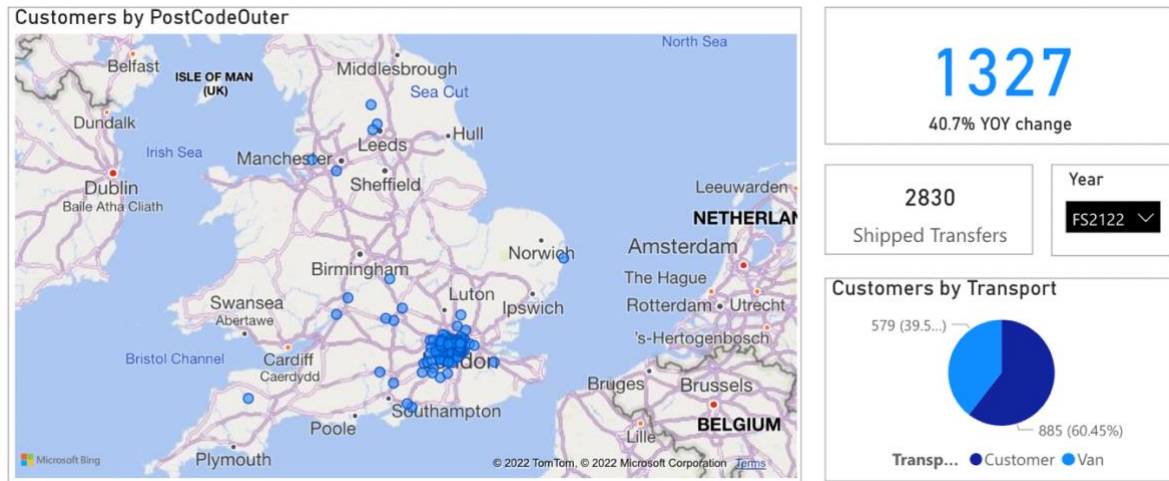 Customers by PostCodeOuter
North Sea
Belfast
ISLE OF MAN
(UK)
Middlesbrough
Sea Cut
Dundalk
Leeds
Hull
Irish Sea
Manchester
Sheffield
Dublin
Baile Atha Cliath
Leeuwarden
NETHERLAN
Norwich
Amsterdam
Birmingham
The Hague
Luton
Ipswich
Rotterdam
Utrecht
Swansea
Abertawe
's-Hertogenbosch
Bristol Channel
Cardiff
Caerdydd
Bruges
Brussels
Southampton
Poole
BELGIUM
Lille
Plymouth
Microsoft Bing
© 2022 TomTom, © 2022 Microsoft Corporation Terms
1327
40.7% YOY change
2830
Shipped Transfers
Year
FS2122
Customers by Transport
579 (39.5...)
885 (60.45%)
Transp... Customer Van